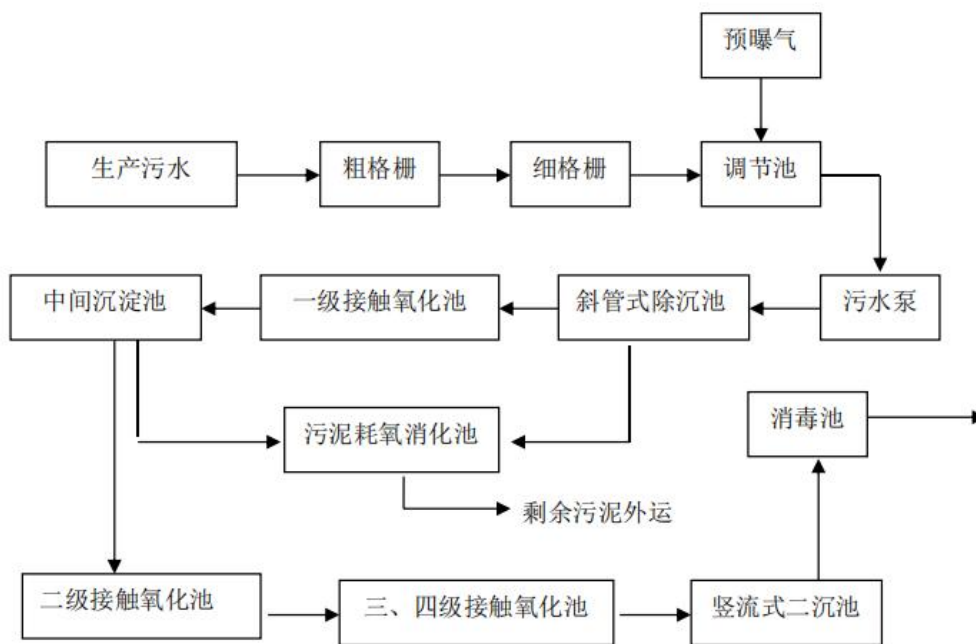 预曝气
生产污水
粗格栅
细格栅
调节池
中间沉淀池
一级接触氧化池
斜管式除沉池
污水泵
消毒池
污泥耗氧消化池
剩余污泥外运
二级接触氧化池
三、四级接触氧化池
竖流式二沉池